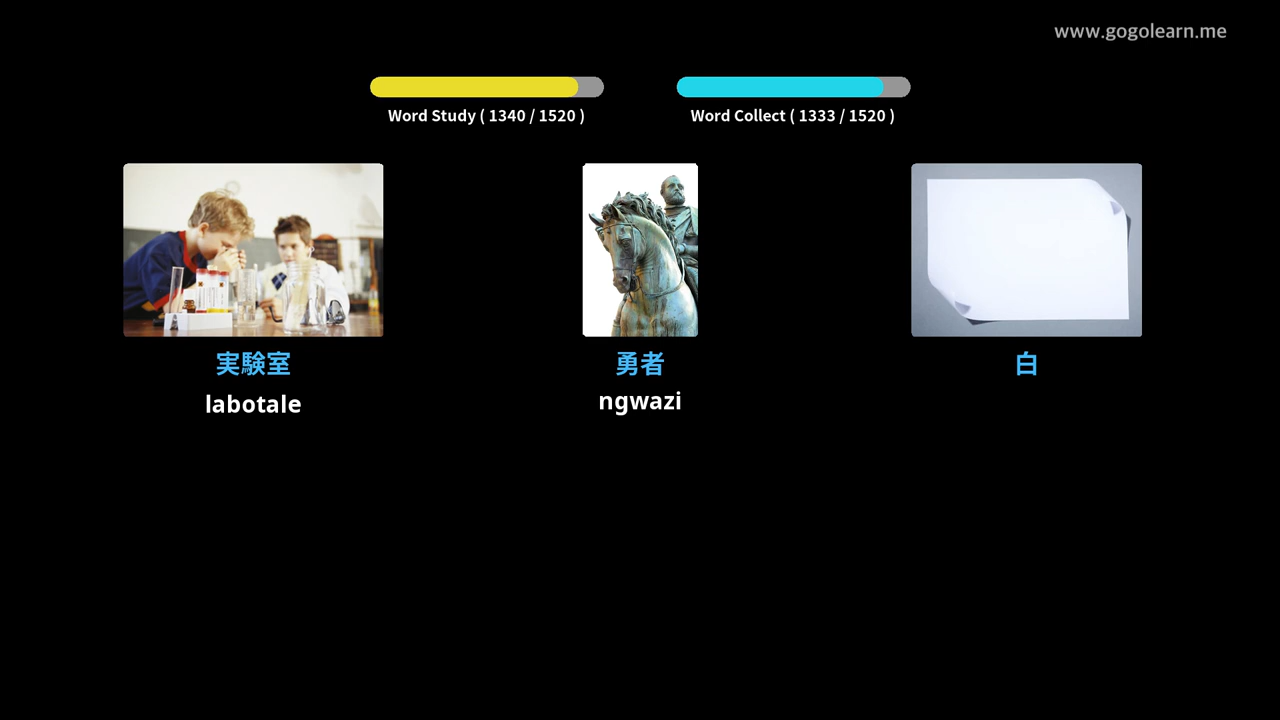 www.gogolearn.me
Word Study ( 1340 / 1520 )
Word Collect ( 1333 / 1520 )
実験室
勇者
白
labotale
ngwazi